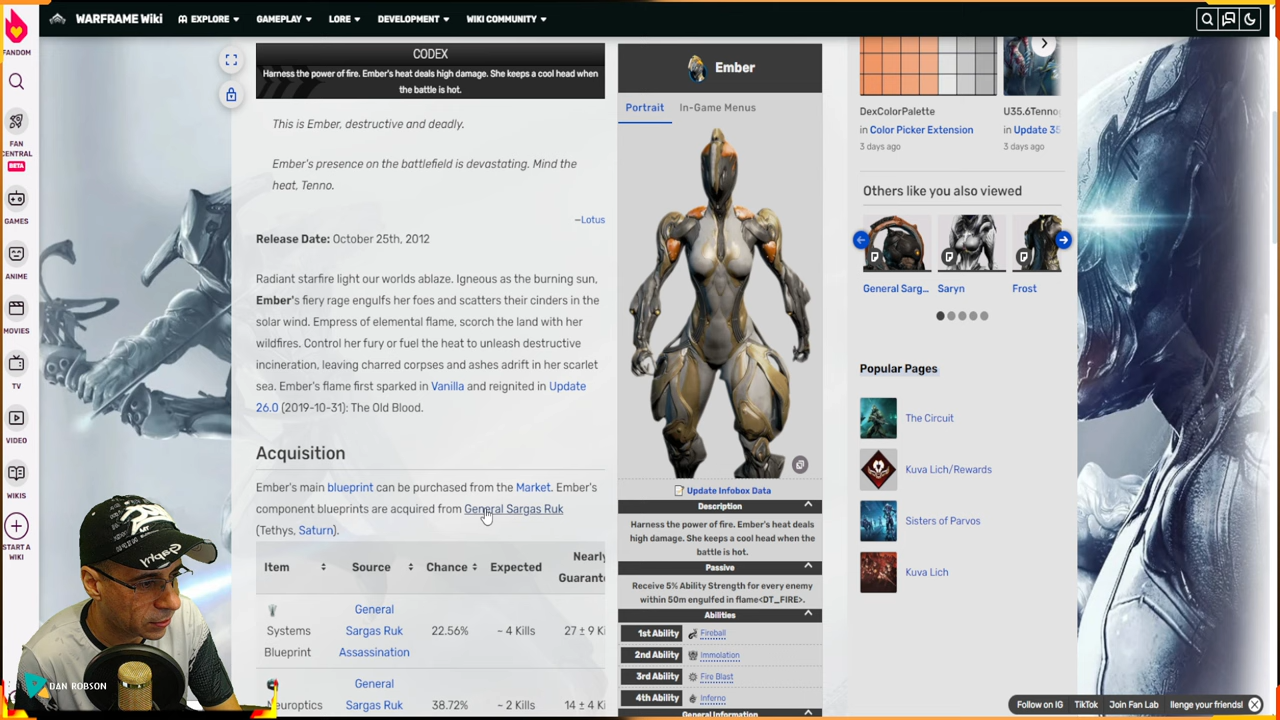 WARFRAME Wiki
EXPLORE
GAMEPLAY
LORE
DEVELOPMENT
WIKI COMMUNITY
FANDOM
FAN CENTRAL
BETA
GAMES
ANIME
MOVIES
TV
VIDEO
WIKIS
START A WIKI
CODEX
Harness the power of fire. Ember's heat deals high damage. She keeps a cool head when
the battle is hot.
This is Ember, destructive and deadly.
Ember's presence on the battlefield is devastating. Mind the
heat, Tenno.
—Lotus
Release Date: October 25th, 2012
Radiant starfire light our worlds ablaze. Igneous as the burning sun,
Ember's fiery rage engulfs her foes and scatters their cinders in the
solar wind. Empress of elemental flame, scorch the land with her
wildfires. Control her fury or fuel the heat to unleash destructive
incineration, leaving charred corpses and ashes adrift in her scarlet
sea. Ember's flame first sparked in Vanilla and reignited in Update
26.0 (2019-10-31): The Old Blood.
Acquisition
Ember's main blueprint can be purchased from the Market. Ember's
component blueprints are acquired from General Sargas Ruk
(Tethys, Saturn).
Item Source Chance Expected Nearly
Guarante
Systems
Blueprint
General
Sargas Ruk
Assassination
22.56% ~ 4 Kills 27 ± 9 Ki
Neuroptics
General
Sargas Ruk
38.72% ~ 2 Kills 14 ± 4 K
Ember
Portrait In-Game Menus
Update Infobox Data
Description
Harness the power of fire. Ember's heat deals
high damage. She keeps a cool head when the
battle is hot.
Passive
Receive 5% Ability Strength for every enemy
within 50m engulfed in flame<DT_FIRE>.
Abilities
1st Ability Fireball
2nd Ability Immolation
3rd Ability Fire Blast
4th Ability Inferno
General Information
DexColorPalette
in Color Picker Extension
3 days ago
U35.6Tenno
in Update 35
3 days ago
Others like you also viewed
General Sarg...
Saryn
Frost
Popular Pages
The Circuit
Kuva Lich/Rewards
Sisters of Parvos
Kuva Lich
Follow on IG TikTok Join Fan Lab llenge your friends!
DAN ROBSON